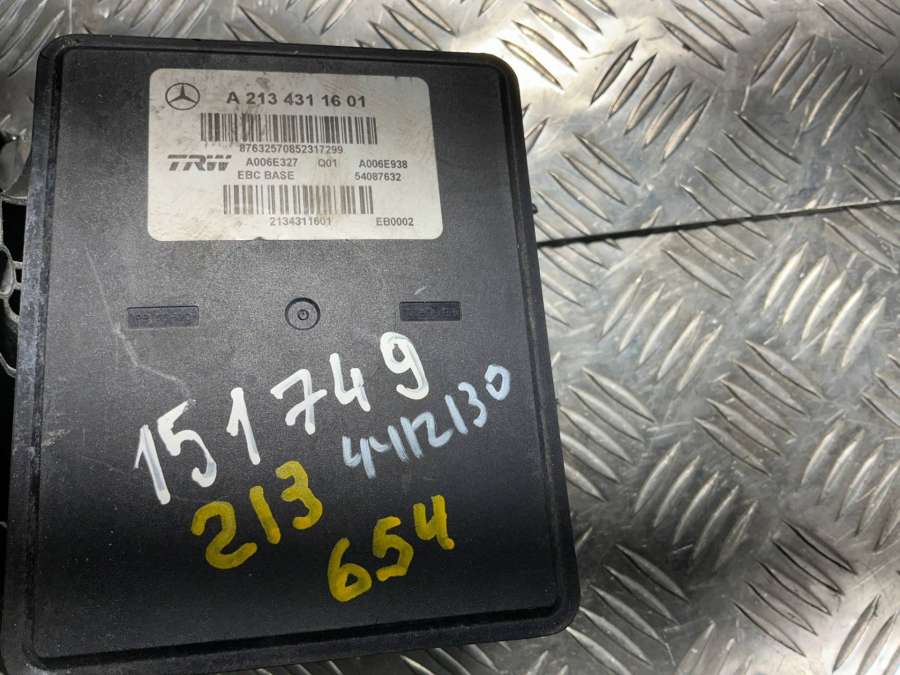 A 213 431 16 01
87632570852317299
TRW A006E327 Q01 A006E938
EBC BASE 54087632
2134311601 EB0002
151749
4412130
213
654